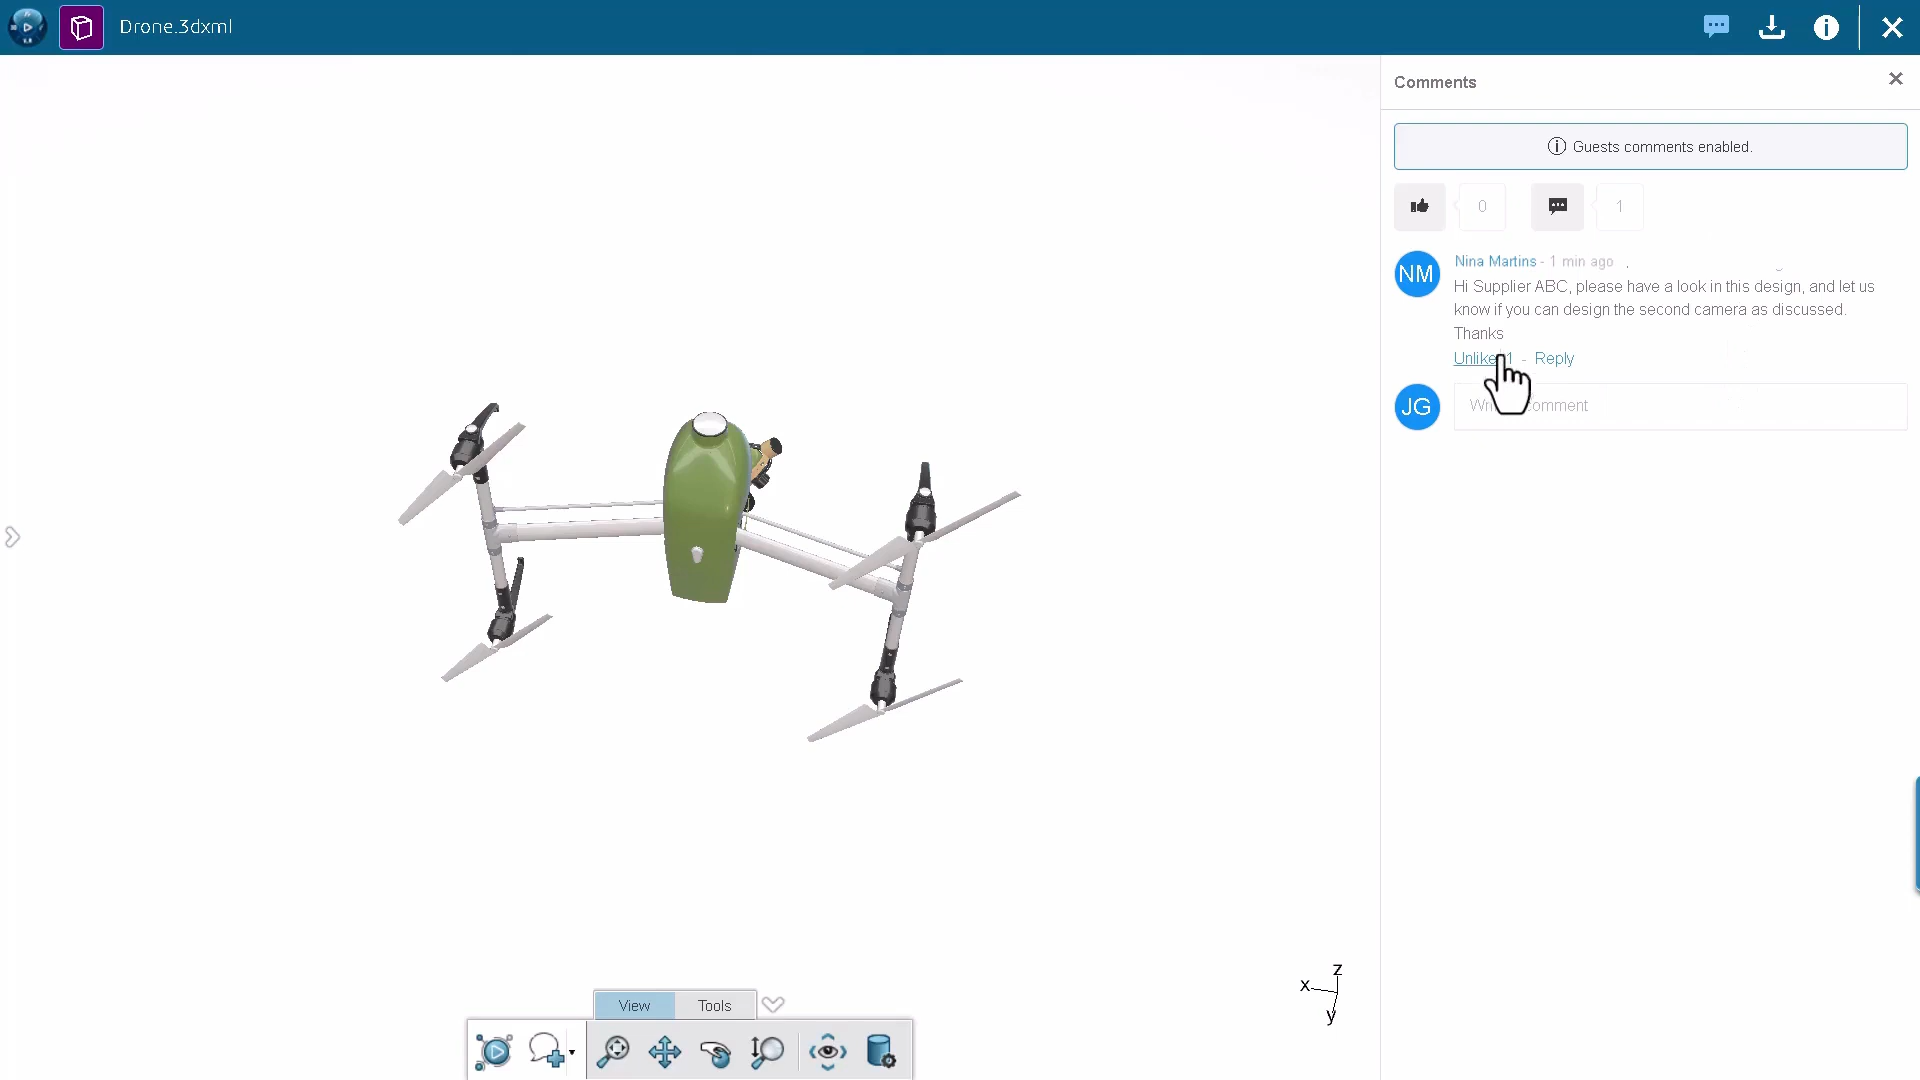 Drone.3dxml
Comments
Guests comments enabled.
0
1
NM
Nina Martins - 1 min ago
Hi Supplier ABC, please have a look in this design, and let us
know if you can design the second camera as discussed.
Thanks
Unlike 1 - Reply
JG
comment
z
x
y
View
Tools